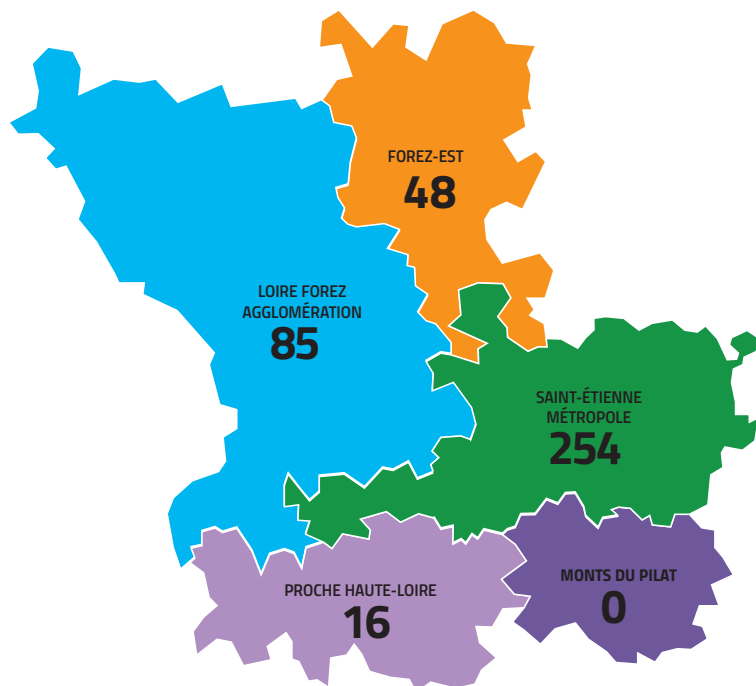 FOREZ-EST
48
LOIRE FOREZ
AGGLOMÉRATION
85
SAINT-ÉTIENNE
MÉTROPOLE
254
PROCHE HAUTE-LOIRE
16
MONTS DU PILAT
0